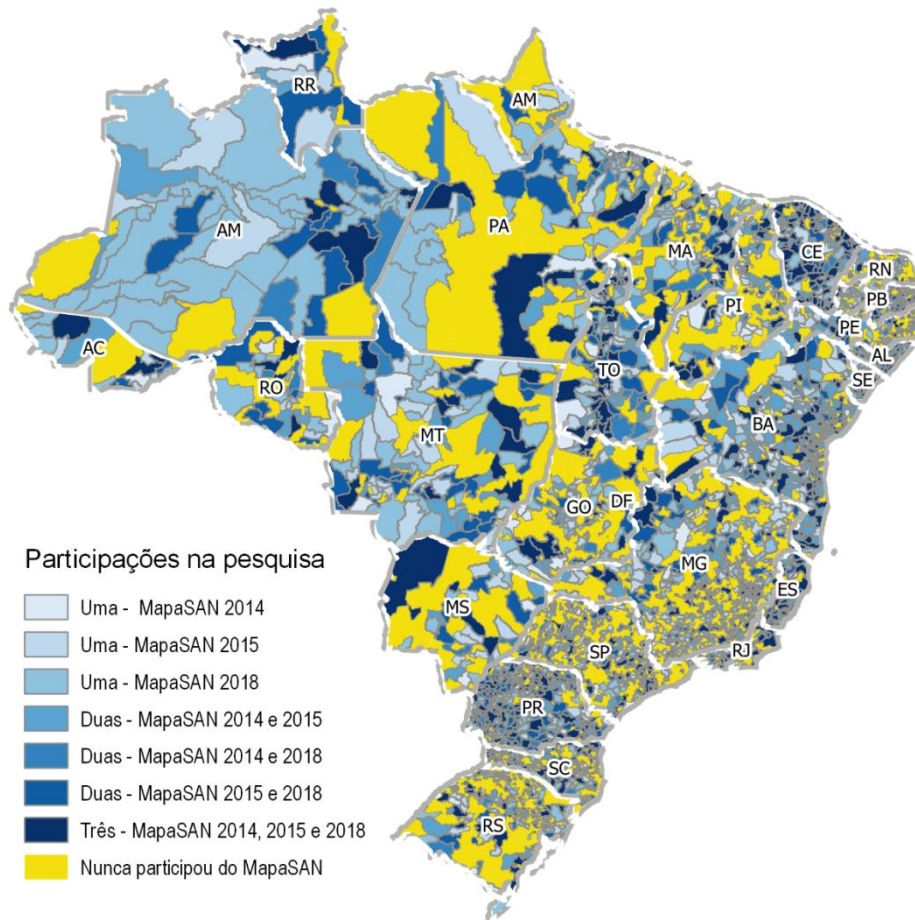 RR
AM
AM
PA
MA
CE
RN
PB
PI
PE
AC
AL
TO
SE
RO
BA
MT
GO
DF
MG
MS
ES
SP
RJ
PR
SC
RS
Participações na pesquisa
Uma - MapaSAN 2014
Uma - MapaSAN 2015
Uma - MapaSAN 2018
Duas - MapaSAN 2014 e 2015
Duas - MapaSAN 2014 e 2018
Duas - MapaSAN 2015 e 2018
Três - MapaSAN 2014, 2015 e 2018
Nunca participou do MapaSAN